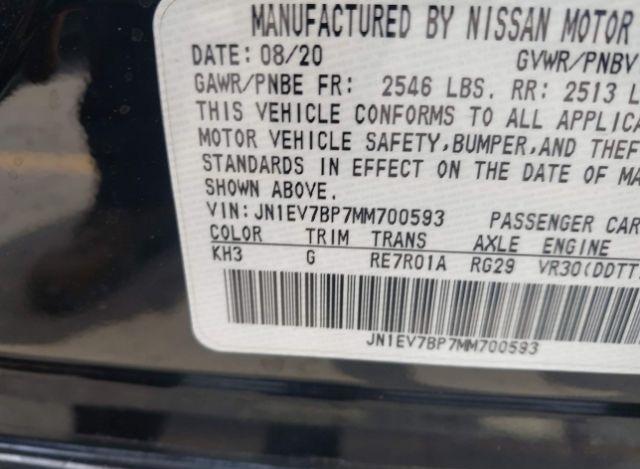 MANUFACTURED BY NISSAN MOTOR
DATE: 08/20 GVWR/PNBV
GAWR/PNBE FR: 2546 LBS. RR: 2513 L
THIS VEHICLE CONFORMS TO ALL APPLICA
MOTOR VEHICLE SAFETY, BUMPER, AND THEF
STANDARDS IN EFFECT ON THE DATE OF MA
SHOWN ABOVE.
VIN: JN1EV7BP7MM700593 PASSENGER CAR
COLOR TRIM TRANS AXLE ENGINE
KH3 G RE7R01A RG29 VR30(DDTT
JN1EV7BP7MM700593